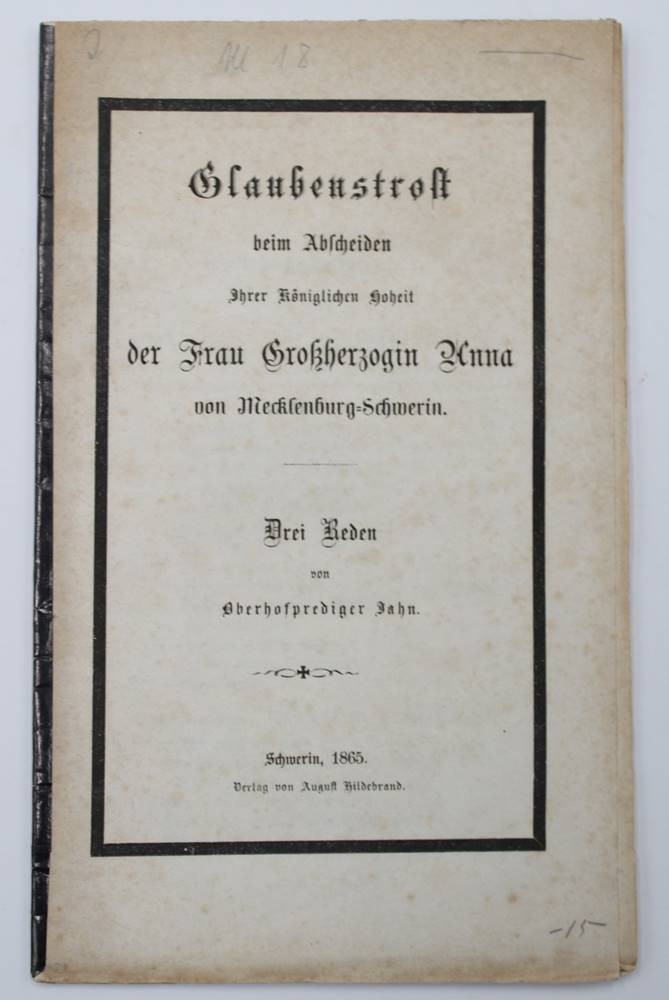 Glaubenstrost
beim Abscheiden
Ihrer Königlichen Hoheit
der Frau Großherzogin Anna
von Mecklenburg-Schwerin.
Drei Reden
von
Oberhofprediger Jahn.
Schwerin, 1865.
Verlag von August Hildebrand.
-15